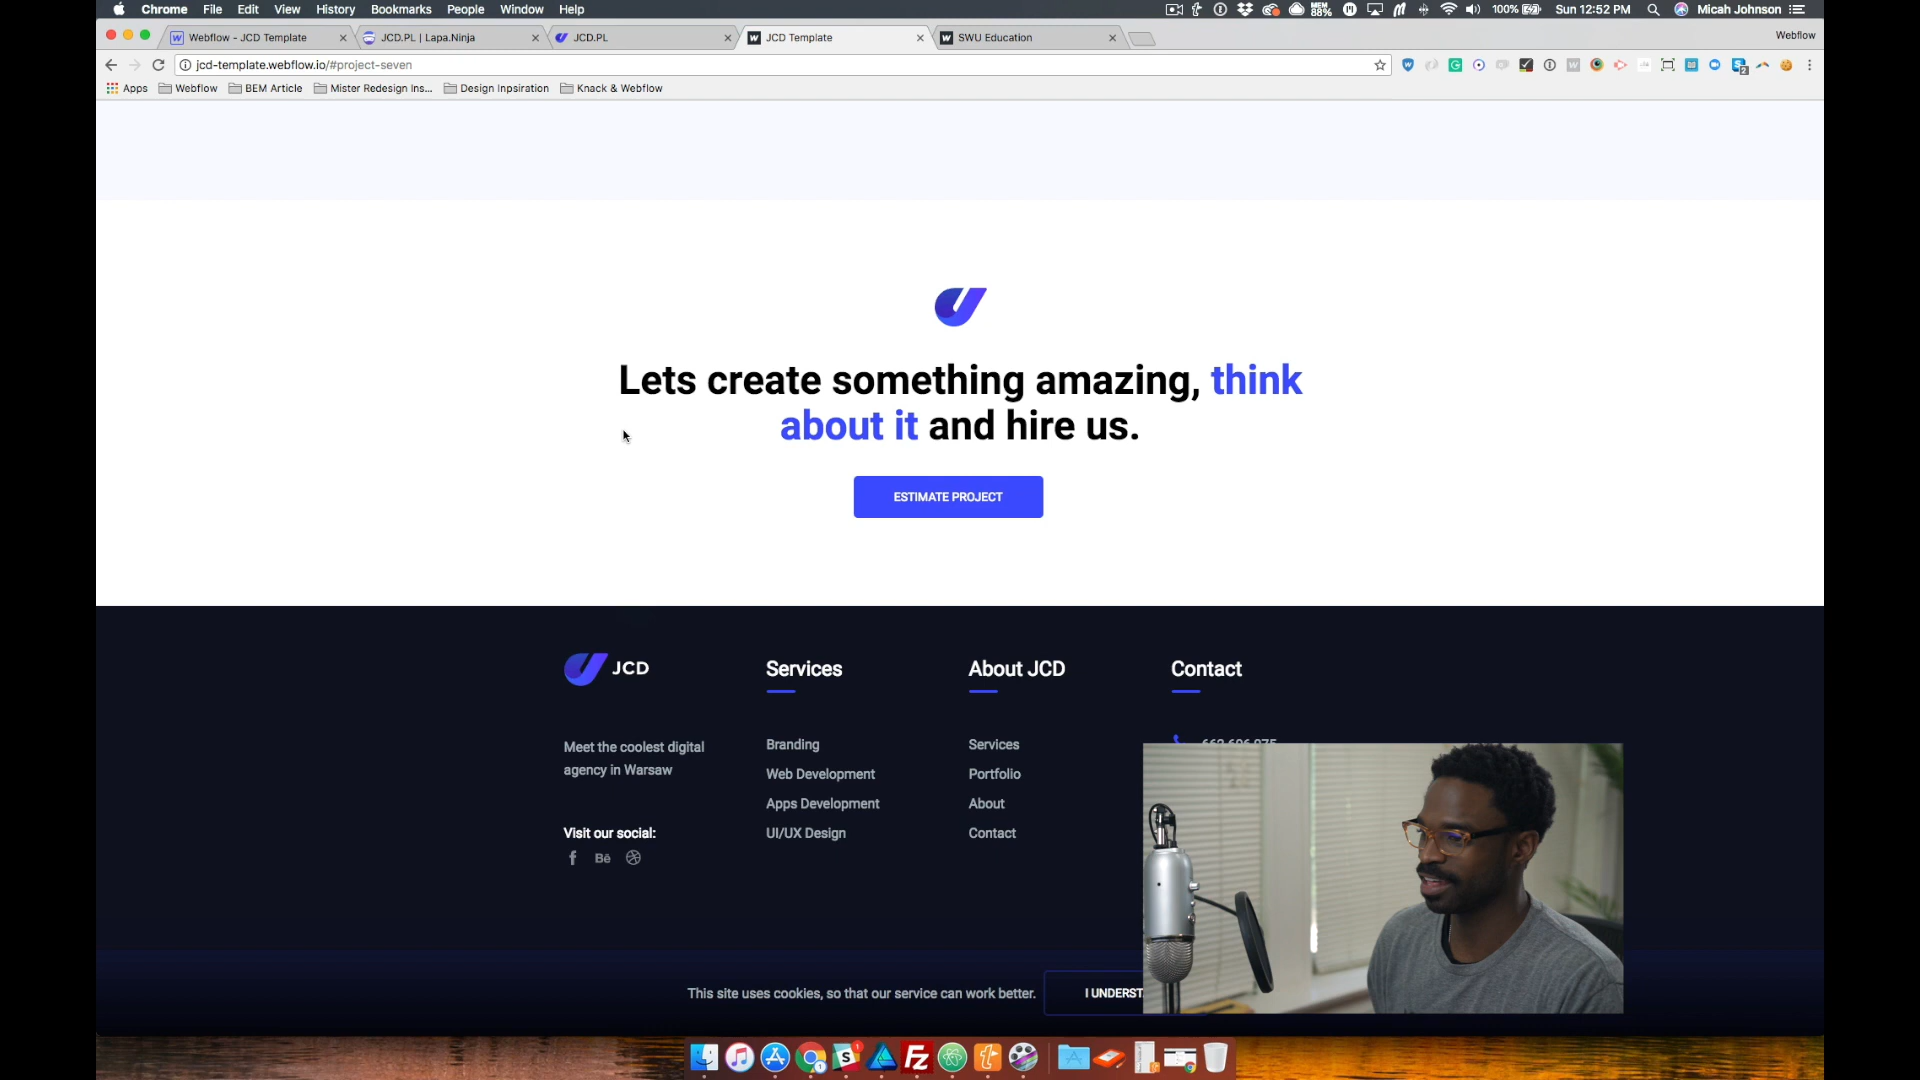 Chrome File Edit View History Bookmarks People Window Help
MEM 88% 100% Sun 12:52 PM Micah Johnson
Webflow - JCD Template
JCD.PL | Lapa.Ninja
JCD.PL
JCD Template
SWU Education
Webflow
jcd-template.webflow.io/#project-seven
Apps Webflow BEM Article Mister Redesign Ins... Design Inpsiration Knack & Webflow
Lets create something amazing, think
about it and hire us.
ESTIMATE PROJECT
JCD
Meet the coolest digital
agency in Warsaw
Visit our social:
Bē
Services
Branding
Web Development
Apps Development
UI/UX Design
About JCD
Services
Portfolio
About
Contact
Contact
This site uses cookies, so that our service can work better.
I UNDERST